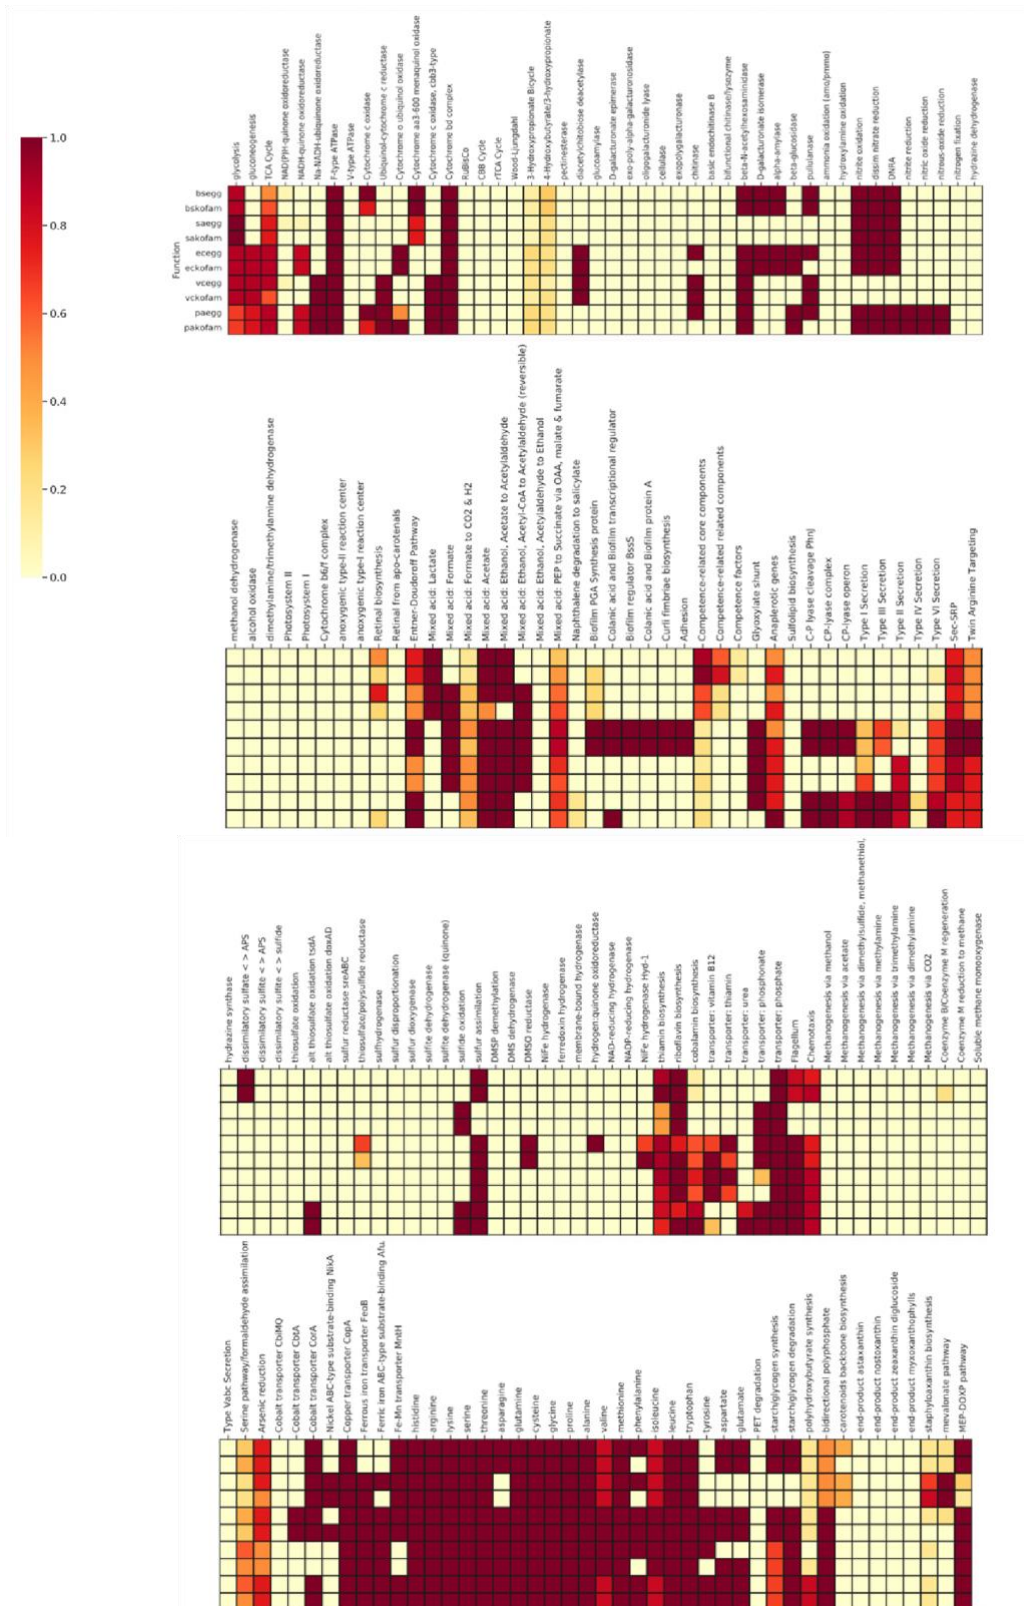 glycolysis
gluconeogenesis
TCA Cycle
NAD(P)H-quinone oxidoreductase
NADH-quinone oxidoreductase
Na-NADH-ubiquinone oxidoreductase
F-type ATPase
V-type ATPase
Cytochrome c oxidase
Ubiquinol-cytochrome c reductase
Cytochrome o ubiquinol oxidase
Cytochrome aa3-600 menaquinol oxidase
Cytochrome c oxidase, cbb3-type
Cytochrome bd complex
RuBisCo
CBB Cycle
rTCA Cycle
Wood-Ljungdahl
3-Hydroxypropionate Bicycle
4-Hydroxybutyrate/3-hydroxypropionate
pectinesterase
diacetylchitobiose deacetylase
glucoamylase
D-galacturonate epimerase
exo-poly-alpha-galacturonosidase
oligogalacturonide lyase
cellulase
exopolygalacturonase
chitinase
basic endochitinase B
bifunctional chitinase/lysozyme
beta-N-acetylhexosaminidase
D-galacturonate isomerase
alpha-amylase
beta-glucosidase
pullulanase
ammonia oxidation (amo/pmmo)
hydroxylamine oxidation
nitrite oxidation
dissim nitrate reduction
DNRA
nitrite reduction
nitric oxide reduction
nitrous-oxide reduction
nitrogen fixation
hydrazine dehydrogenase
1.0
0.8
0.6
0.4
0.2
0.0
Function
bsegg
bskofam
saegg
sakofam
ecegg
eckofam
vcegg
vckofam
paegg
pakofam
methanol dehydrogenase
alcohol oxidase
dimethylamine/trimethylamine dehydrogenase
Photosystem II
Photosystem I
Cytochrome b6/f complex
anoxygenic type-II reaction center
anoxygenic type-I reaction center
Retinal biosynthesis
Retinal from apo-carotenals
Entner-Doudoroff Pathway
Mixed acid: Lactate
Mixed acid: Formate
Mixed acid: Formate to CO2 & H2
Mixed acid: Acetate
Mixed acid: Ethanol, Acetate to Acetylaldehyde
Mixed acid: Ethanol, Acetyl-CoA to Acetylaldehyde (reversible)
Mixed acid: Ethanol, Acetylaldehyde to Ethanol
Mixed acid: PEP to Succinate via OAA, malate & fumarate
Naphthalene degradation to salicylate
Biofilm PGA Synthesis protein
Colanic acid and Biofilm transcriptional regulator
Biofilm regulator BssS
Colanic acid and Biofilm protein A
Curli fimbriae biosynthesis
Adhesion
Competence-related core components
Competence-related related components
Competence factors
Glyoxylate shunt
Anaplerotic genes
Sulfolipid biosynthesis
C-P lyase cleavage PhnJ
CP-lyase complex
CP-lyase operon
Type I Secretion
Type III Secretion
Type II Secretion
Type IV Secretion
Type VI Secretion
Sec-SRP
Twin Arginine Targeting
hydrazine synthase
dissimilatory sulfate < > APS
dissimilatory sulfite < > APS
dissimilatory sulfite < > sulfide
thiosulfate oxidation
alt thiosulfate oxidation tsdA
alt thiosulfate oxidation doxAD
sulfur reductase sreABC
thiosulfate/polysulfide reductase
sulfhydrogenase
sulfur disproportionation
sulfur dioxygenase
sulfite dehydrogenase
sulfite dehydrogenase (quinone)
sulfide oxidation
sulfur assimilation
DMSP demethylation
DMS dehydrogenase
DMSO reductase
NiFe hydrogenase
ferredoxin hydrogenase
membrane-bound hydrogenase
hydrogen:quinone oxidoreductase
NAD-reducing hydrogenase
NADP-reducing hydrogenase
NiFe hydrogenase Hyd-1
thiamin biosynthesis
riboflavin biosynthesis
cobalamin biosynthesis
transporter: vitamin B12
transporter: thiamin
transporter: urea
transporter: phosphonate
transporter: phosphate
Flagellum
Chemotaxis
Methanogenesis via methanol
Methanogenesis via acetate
Methanogenesis via dimethylsulfide, methanethiol,
Methanogenesis via methylamine
Methanogenesis via trimethylamine
Methanogenesis via dimethylamine
Methanogenesis via CO2
Coenzyme B/Coenzyme M regeneration
Coenzyme M reduction to methane
Soluble methane monooxygenase
Type Vabc Secretion
Serine pathway/formaldehyde assimilation
Arsenic reduction
Cobalt transporter CbiMQ
Cobalt transporter CbtA
Cobalt transporter CorA
Nickel ABC-type substrate-binding NikA
Copper transporter CopA
Ferrous iron transporter FeoB
Ferric iron ABC-type substrate-binding Afu.
Fe-Mn transporter MntH
histidine
arginine
lysine
serine
threonine
asparagine
glutamine
cysteine
glycine
proline
alanine
valine
methionine
phenylalanine
isoleucine
leucine
tryptophan
tyrosine
aspartate
glutamate
PET degradation
starch/glycogen synthesis
starch/glycogen degradation
polyhydroxybutyrate synthesis
bidirectional polyphosphate
carotenoids backbone biosynthesis
end-product astaxanthin
end-product nostoxanthin
end-product zeaxanthin diglucoside
end-product myxoxanthophylls
staphyloaxanthin biosynthesis
mevalonate pathway
MEP-DOXP pathway